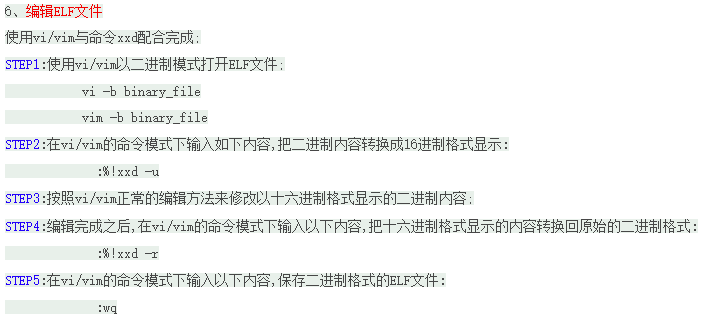 6、编辑ELF文件
使用vi/vim与命令xxd配合完成;
STEP1:使用vi/vim以二进制模式打开ELF文件;
vi -b binary_file
vim -b binary_file
STEP2:在vi/vim的命令模式下输入如下内容,把二进制内容转换成16进制格式显示:
:%!xxd -u
STEP3:按照vi/vim正常的编辑方法来修改以十六进制格式显示的二进制内容;
STEP4:编辑完成之后,在vi/vim的命令模式下输入以下内容,把十六进制格式显示的内容转换回原始的二进制格式:
:%!xxd -r
STEP5:在vi/vim的命令模式下输入以下内容,保存二进制格式的ELF文件:
:wq